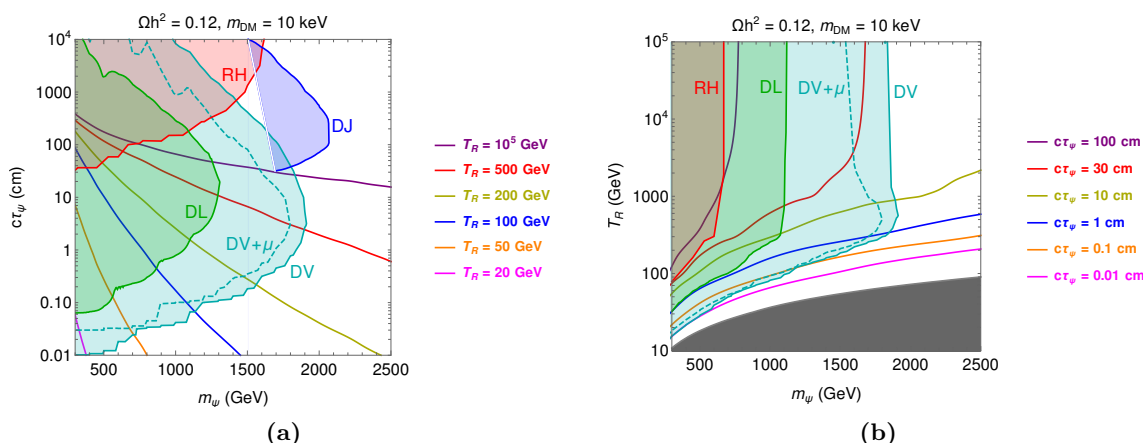 Ωh² = 0.12, m_DM = 10 keV
10⁴
1000
100
10
1
0.10
0.01
cτ_ψ (cm)
RH
DJ
DL
DV+μ
DV
500
1000
1500
2000
2500
m_ψ (GeV)
T_R = 10⁵ GeV
T_R = 500 GeV
T_R = 200 GeV
T_R = 100 GeV
T_R = 50 GeV
T_R = 20 GeV
(a)
Ωh² = 0.12, m_DM = 10 keV
10⁵
10⁴
1000
100
10
T_R (GeV)
RH
DL
DV+μ
DV
500
1000
1500
2000
2500
m_ψ (GeV)
cτ_ψ = 100 cm
cτ_ψ = 30 cm
cτ_ψ = 10 cm
cτ_ψ = 1 cm
cτ_ψ = 0.1 cm
cτ_ψ = 0.01 cm
(b)